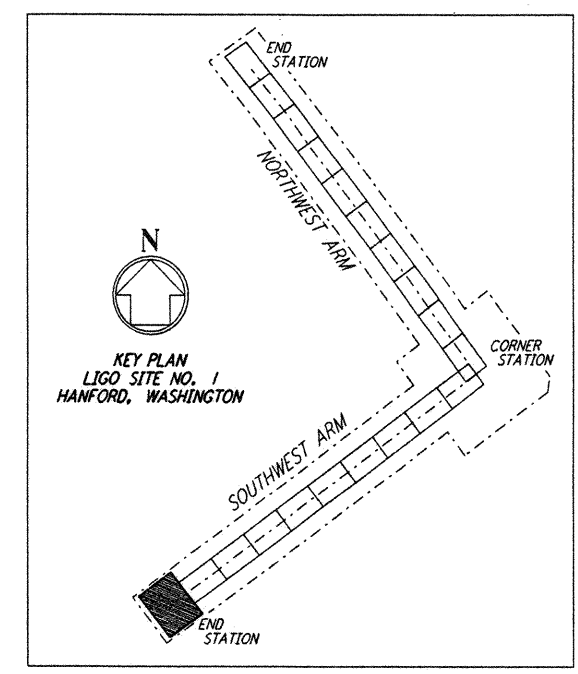 END
STATION
NORTHWEST ARM
N
KEY PLAN
LIGO SITE NO. 1
HANFORD, WASHINGTON
CORNER
STATION
SOUTHWEST ARM
END
STATION